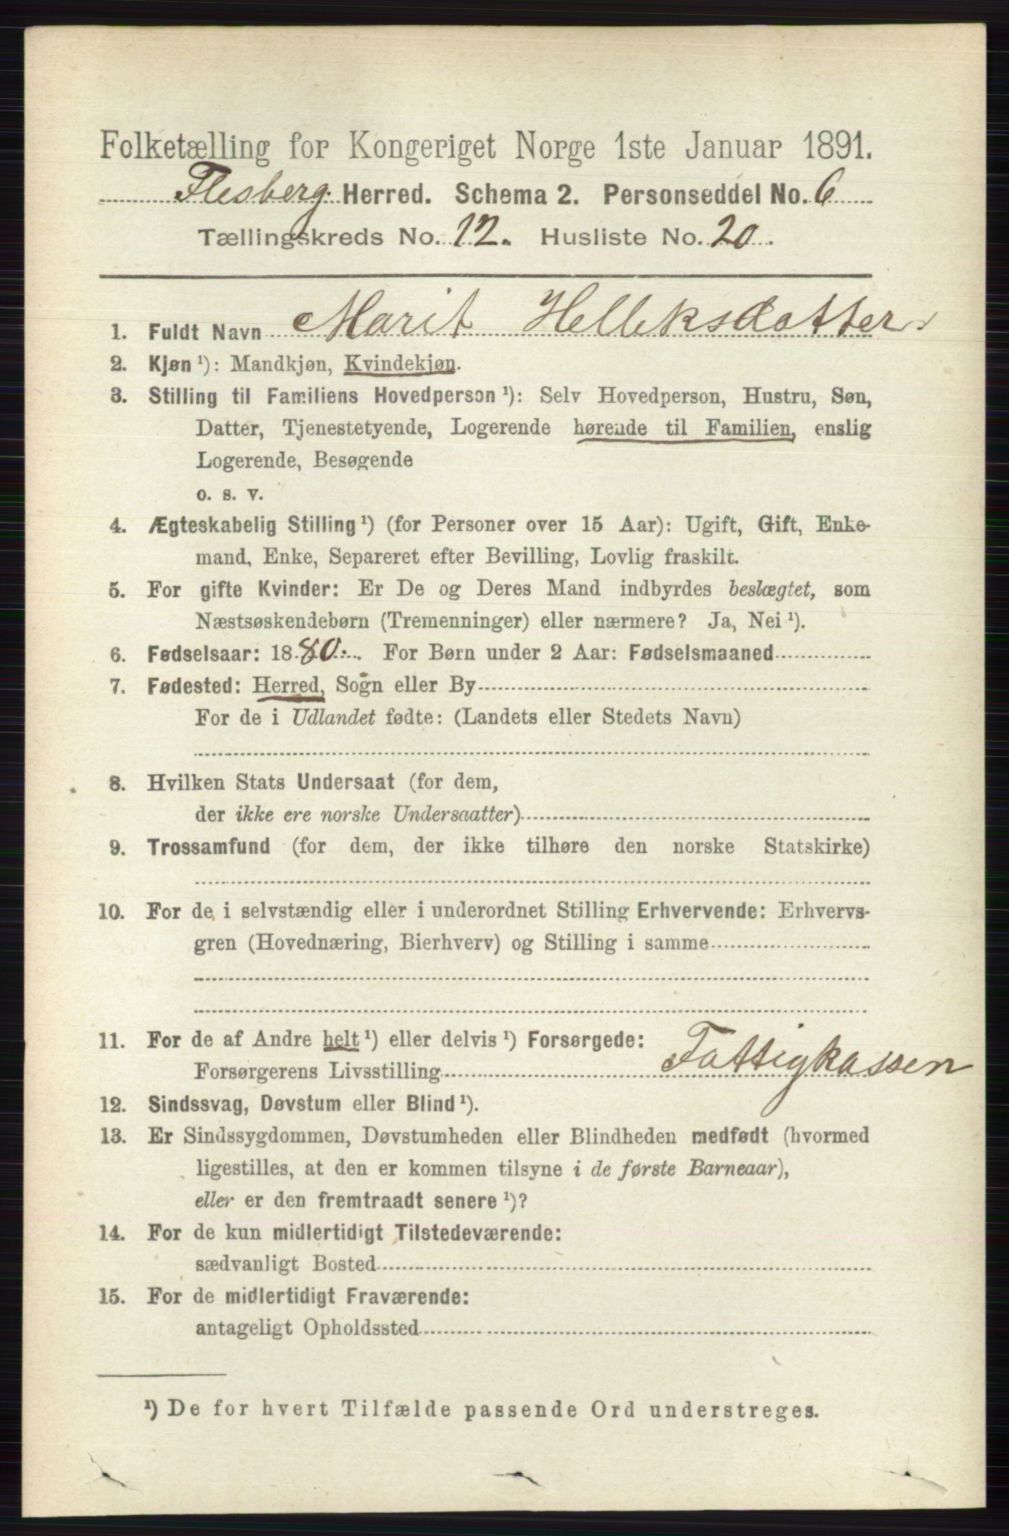 Folketælling for Kongeriget Norge 1ste Januar 1891.
Flesberg Herred. Schema 2. Personseddel No. 6
Tællingskreds No. 12. Husliste No. 20.
1. Fuldt Navn Marit Helleksdatter
2. Kjøn ¹): Mandkjøn, Kvindekjøn.
3. Stilling til Familiens Hovedperson ¹): Selv Hovedperson, Hustru, Søn,
Datter, Tjenestetyende, Logerende hørende til Familien, enslig
Logerende, Besøgende
o. s. v.
4. Ægteskabelig Stilling ¹) (for Personer over 15 Aar): Ugift, Gift, Enke-
mand, Enke, Separeret efter Bevilling, Lovlig fraskilt.
5. For gifte Kvinder: Er De og Deres Mand indbyrdes beslægtet, som
Næstsøskendebørn (Tremenninger) eller nærmere? Ja, Nei ¹).
6. Fødselsaar: 1880. For Børn under 2 Aar: Fødselsmaaned
7. Fødested: Herred, Sogn eller By
For de i Udlandet fødte: (Landets eller Stedets Navn)
8. Hvilken Stats Undersaat (for dem,
der ikke ere norske Undersaatter)
9. Trossamfund (for dem, der ikke tilhøre den norske Statskirke)
10. For de i selvstændig eller i underordnet Stilling Erhvervende: Erhvervs-
gren (Hovednæring, Bierhverv) og Stilling i samme
11. For de af Andre helt ¹) eller delvis ¹) Forsørgede:
Forsørgerens Livsstilling Fattigkassen
12. Sindssvag, Døvstum eller Blind ¹).
13. Er Sindssygdommen, Døvstumheden eller Blindheden medfødt (hvormed
ligestilles, at den er kommen tilsyne i de første Barneaar),
eller er den fremtraadt senere ¹)?
14. For de kun midlertidigt Tilstedeværende:
sædvanligt Bosted
15. For de midlertidigt Fraværende:
antageligt Opholdssted
¹) De for hvert Tilfælde passende Ord understreges.